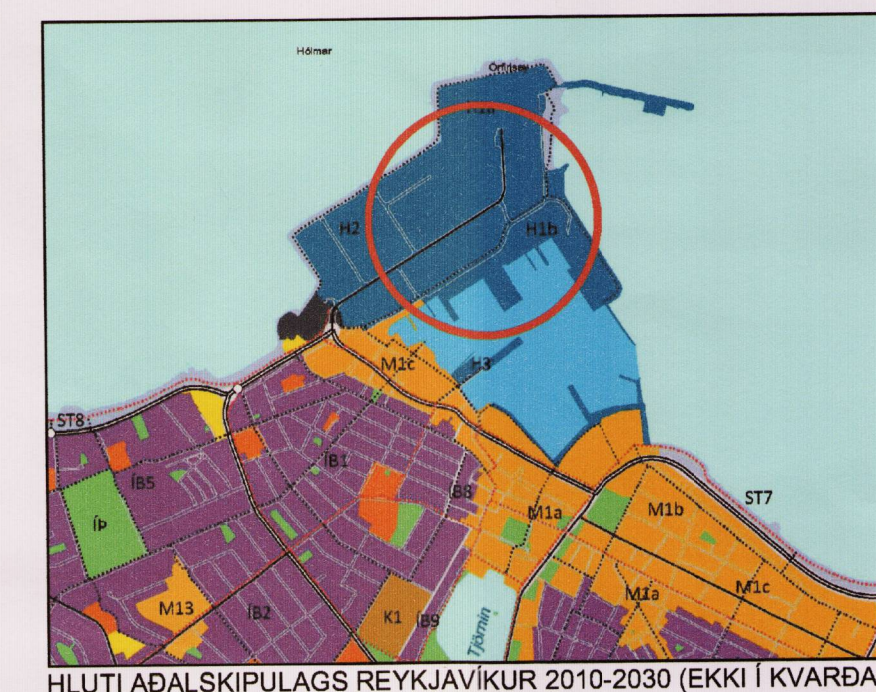 Hólmar
Örfirisey
H2
H1b
M1c
H3
ST8
ÍB5
ÍB1
B8
ÍÞ
M1a
M1b
ST7
M13
ÍB2
K1
ÍB9
Tjörnin
M1a
M1c
HLUTI AÐALSKIPULAGS REYKJAVÍKUR 2010-2030 (EKKI Í KVARÐA